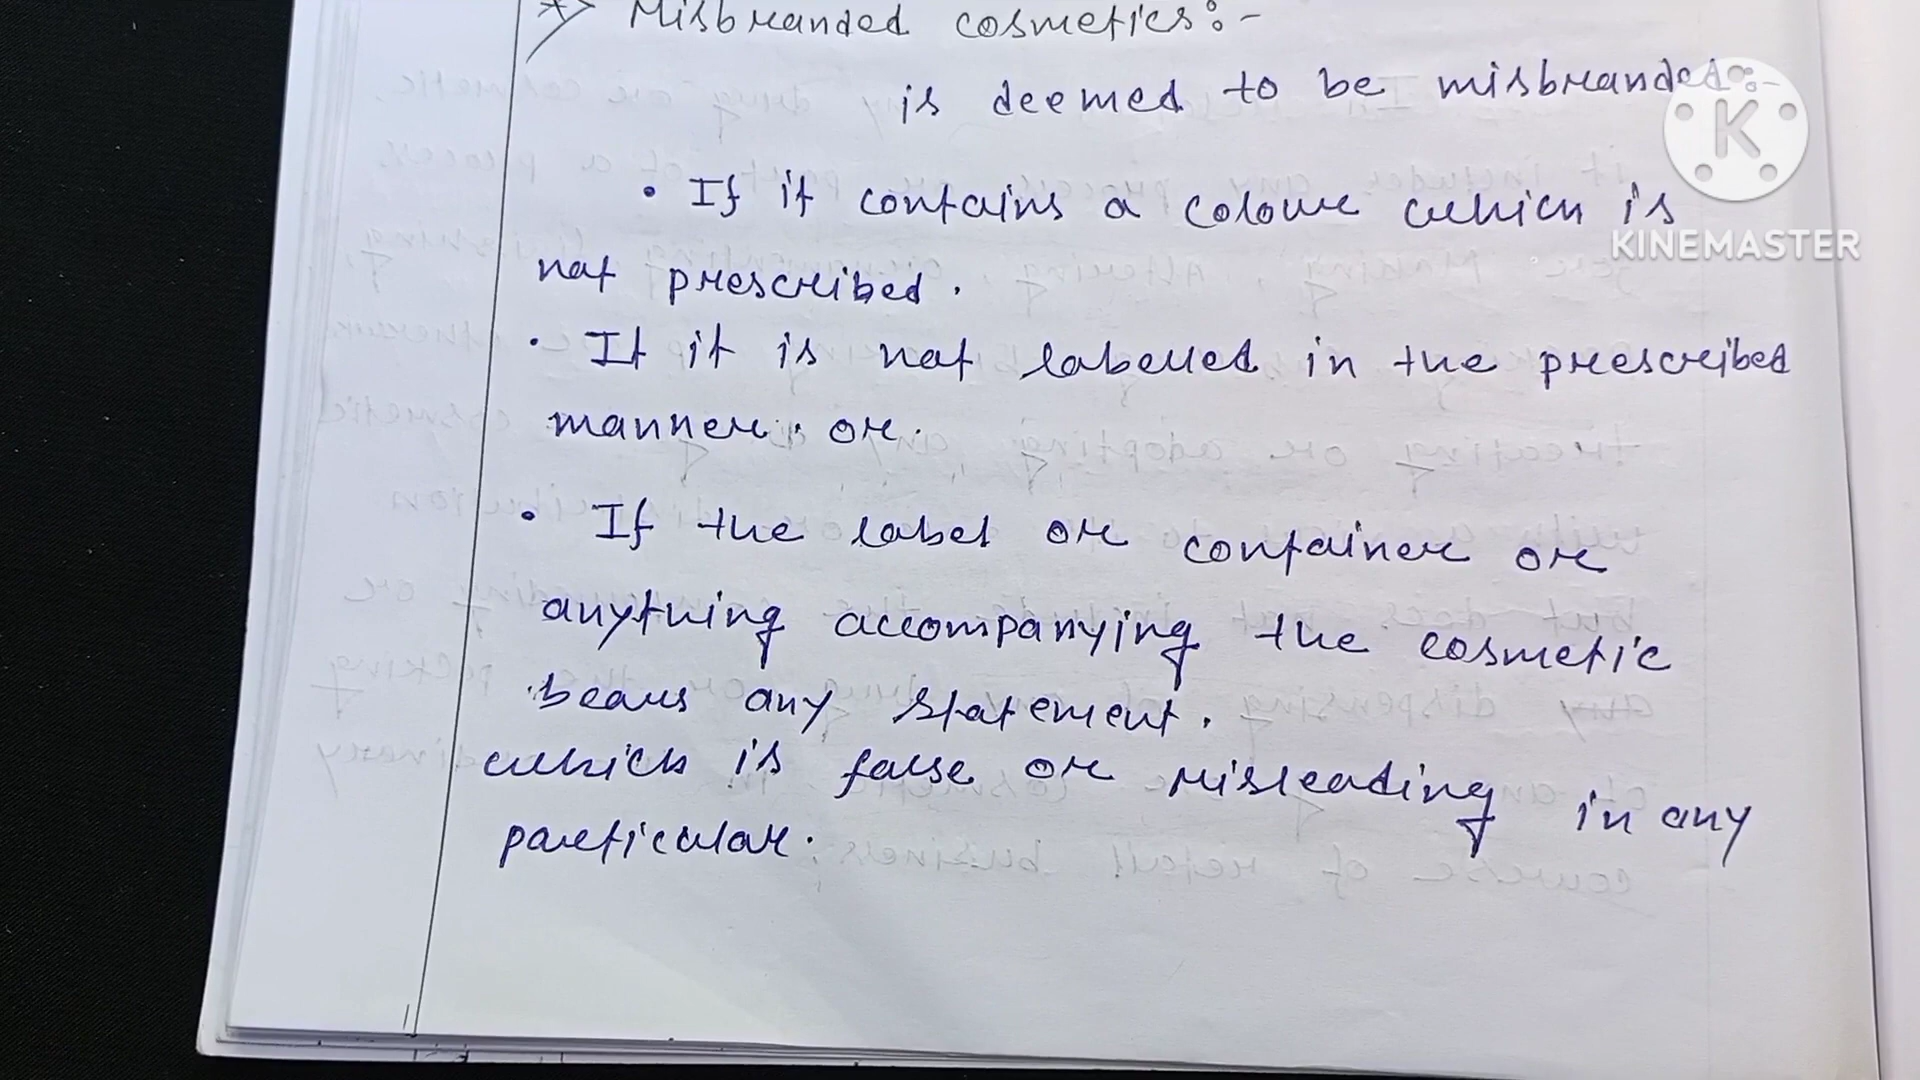 * Misbranded cosmetics:-
is deemed to be misbranded:-
• If it contains a colour which is
not prescribed.
• If it is not labelled in the prescribed
manner. or.
• If the label or container or
anything accompanying the cosmetic
bears any statement.
which is false or misleading in any
particular.
K
KINEMASTER